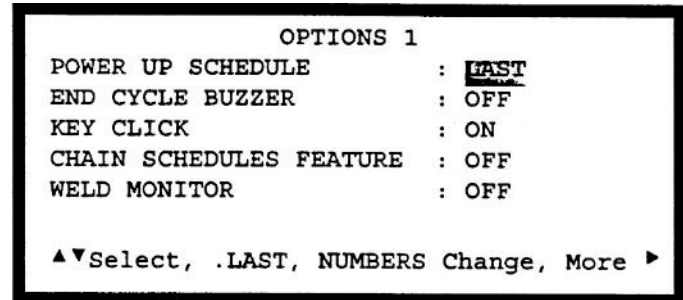 OPTIONS 1
POWER UP SCHEDULE : LAST
END CYCLE BUZZER : OFF
KEY CLICK : ON
CHAIN SCHEDULES FEATURE : OFF
WELD MONITOR : OFF
▲▼Select, .LAST, NUMBERS Change, More ▶